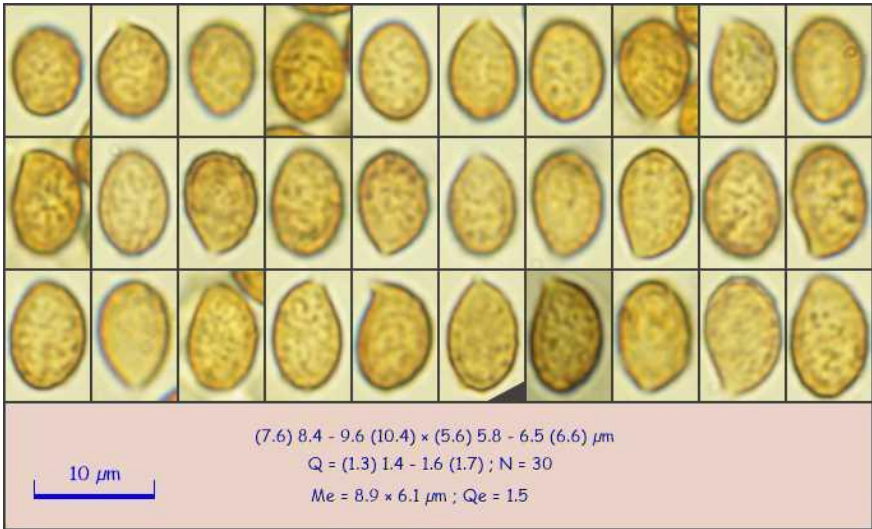 (7.6) 8.4 - 9.6 (10.4) × (5.6) 5.8 - 6.5 (6.6) µm
Q = (1.3) 1.4 - 1.6 (1.7) ; N = 30
10 µm
Me = 8.9 × 6.1 µm ; Qe = 1.5